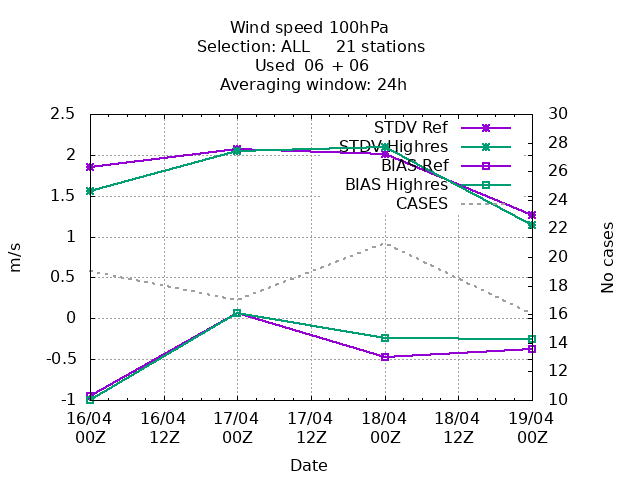 Wind speed 100hPa
Selection: ALL     21 stations
Used  06 + 06
Averaging window: 24h
2.5
2
1.5
1
0.5
0
-0.5
-1
m/s
30
28
26
24
22
20
18
16
14
12
10
No cases
STDV Ref
STDV Highres
BIAS Ref
BIAS Highres
CASES
16/04 16/04 17/04 17/04 18/04 18/04 19/04
00Z 12Z 00Z 12Z 00Z 12Z 00Z
Date